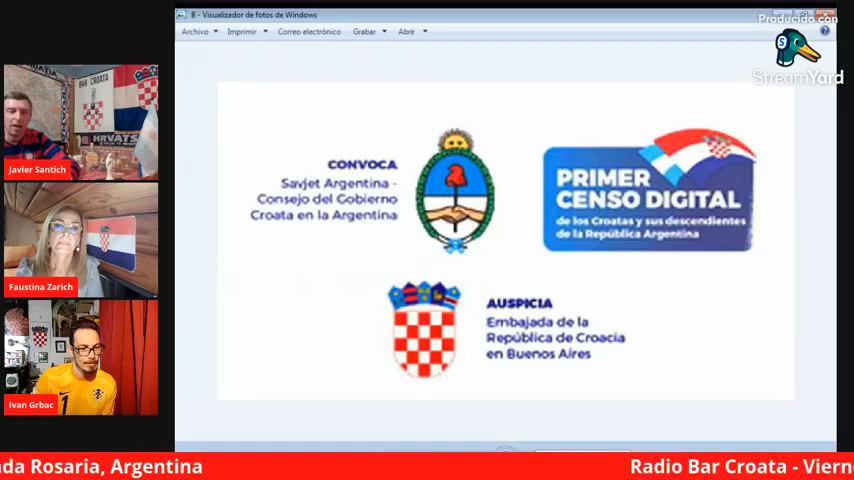 8 - Visualizador de fotos de Windows
Archivo Imprimir Correo electrónico Grabar Abrir
Producido con
StreamYard
BAR CROATA
HRVATS
Javier Santich
Faustina Zarich
Ivan Grbac
1
CONVOCA
Savjet Argentina -
Consejo del Gobierno
Croata en la Argentina
PRIMER
CENSO DIGITAL
de los Croatas y sus descendientes
de la República Argentina
AUSPICIA
Embajada de la
República de Croacia
en Buenos Aires
da Rosaria, Argentina
Radio Bar Croata - Vierne